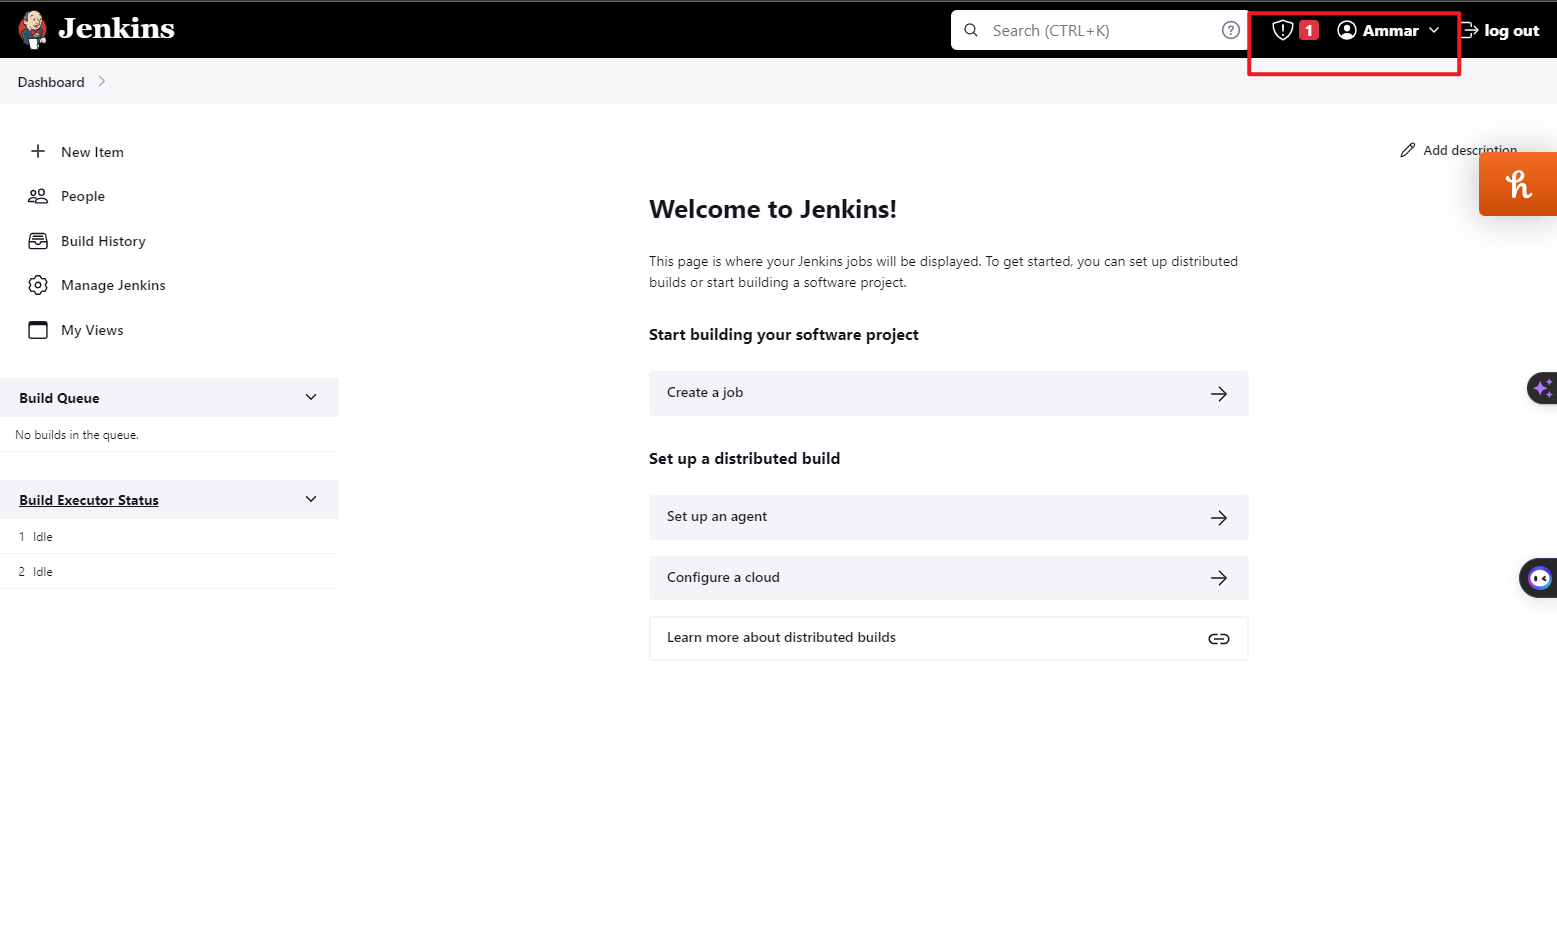 Jenkins
Search (CTRL+K)
1
Ammar
log out
Dashboard
New Item
People
Build History
Manage Jenkins
My Views
Build Queue
No builds in the queue.
Build Executor Status
1 Idle
2 Idle
Add description
Welcome to Jenkins!
This page is where your Jenkins jobs will be displayed. To get started, you can set up distributed
builds or start building a software project.
Start building your software project
Create a job
Set up a distributed build
Set up an agent
Configure a cloud
Learn more about distributed builds